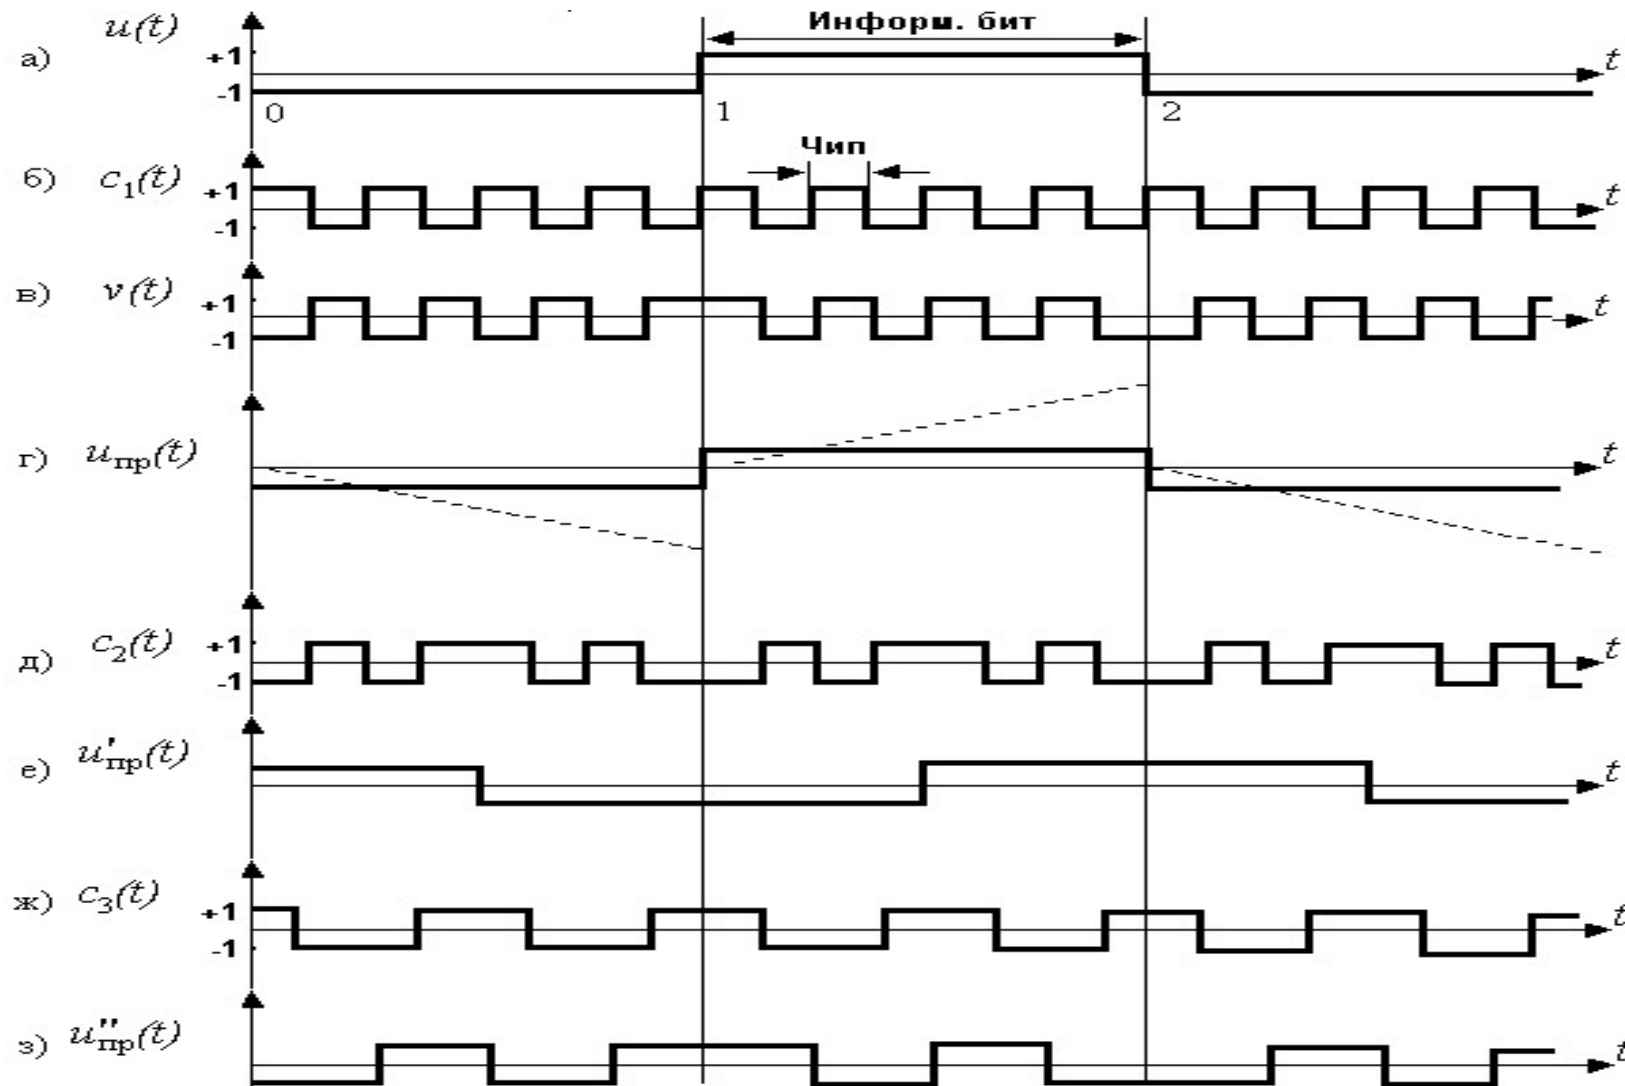 u(t)
Информ. бит
а)
+1
-1
t
0
1
2
Чип
б)
c₁(t)
+1
-1
t
в)
v(t)
+1
-1
t
г)
uпр(t)
t
д)
c₂(t)
+1
-1
t
е)
u'пр(t)
t
ж)
c₃(t)
+1
-1
t
з)
u''пр(t)
t